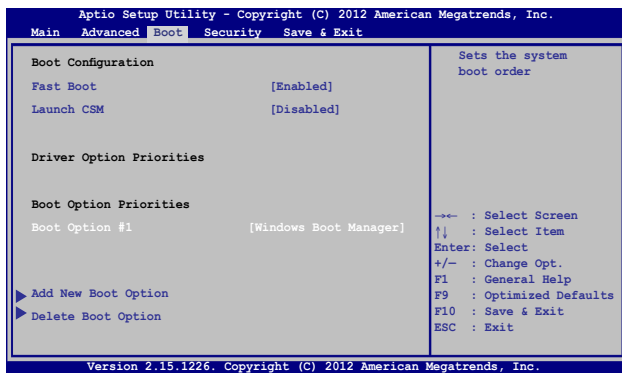 Aptio Setup Utility - Copyright (C) 2012 American Megatrends, Inc.
Main Advanced Boot Security Save & Exit
Boot Configuration
Fast Boot [Enabled]
Launch CSM [Disabled]
Driver Option Priorities
Boot Option Priorities
Boot Option #1 [Windows Boot Manager]
Add New Boot Option
Delete Boot Option
Sets the system
boot order
→← : Select Screen
↑↓ : Select Item
Enter: Select
+/— : Change Opt.
F1 : General Help
F9 : Optimized Defaults
F10 : Save & Exit
ESC : Exit
Version 2.15.1226. Copyright (C) 2012 American Megatrends, Inc.